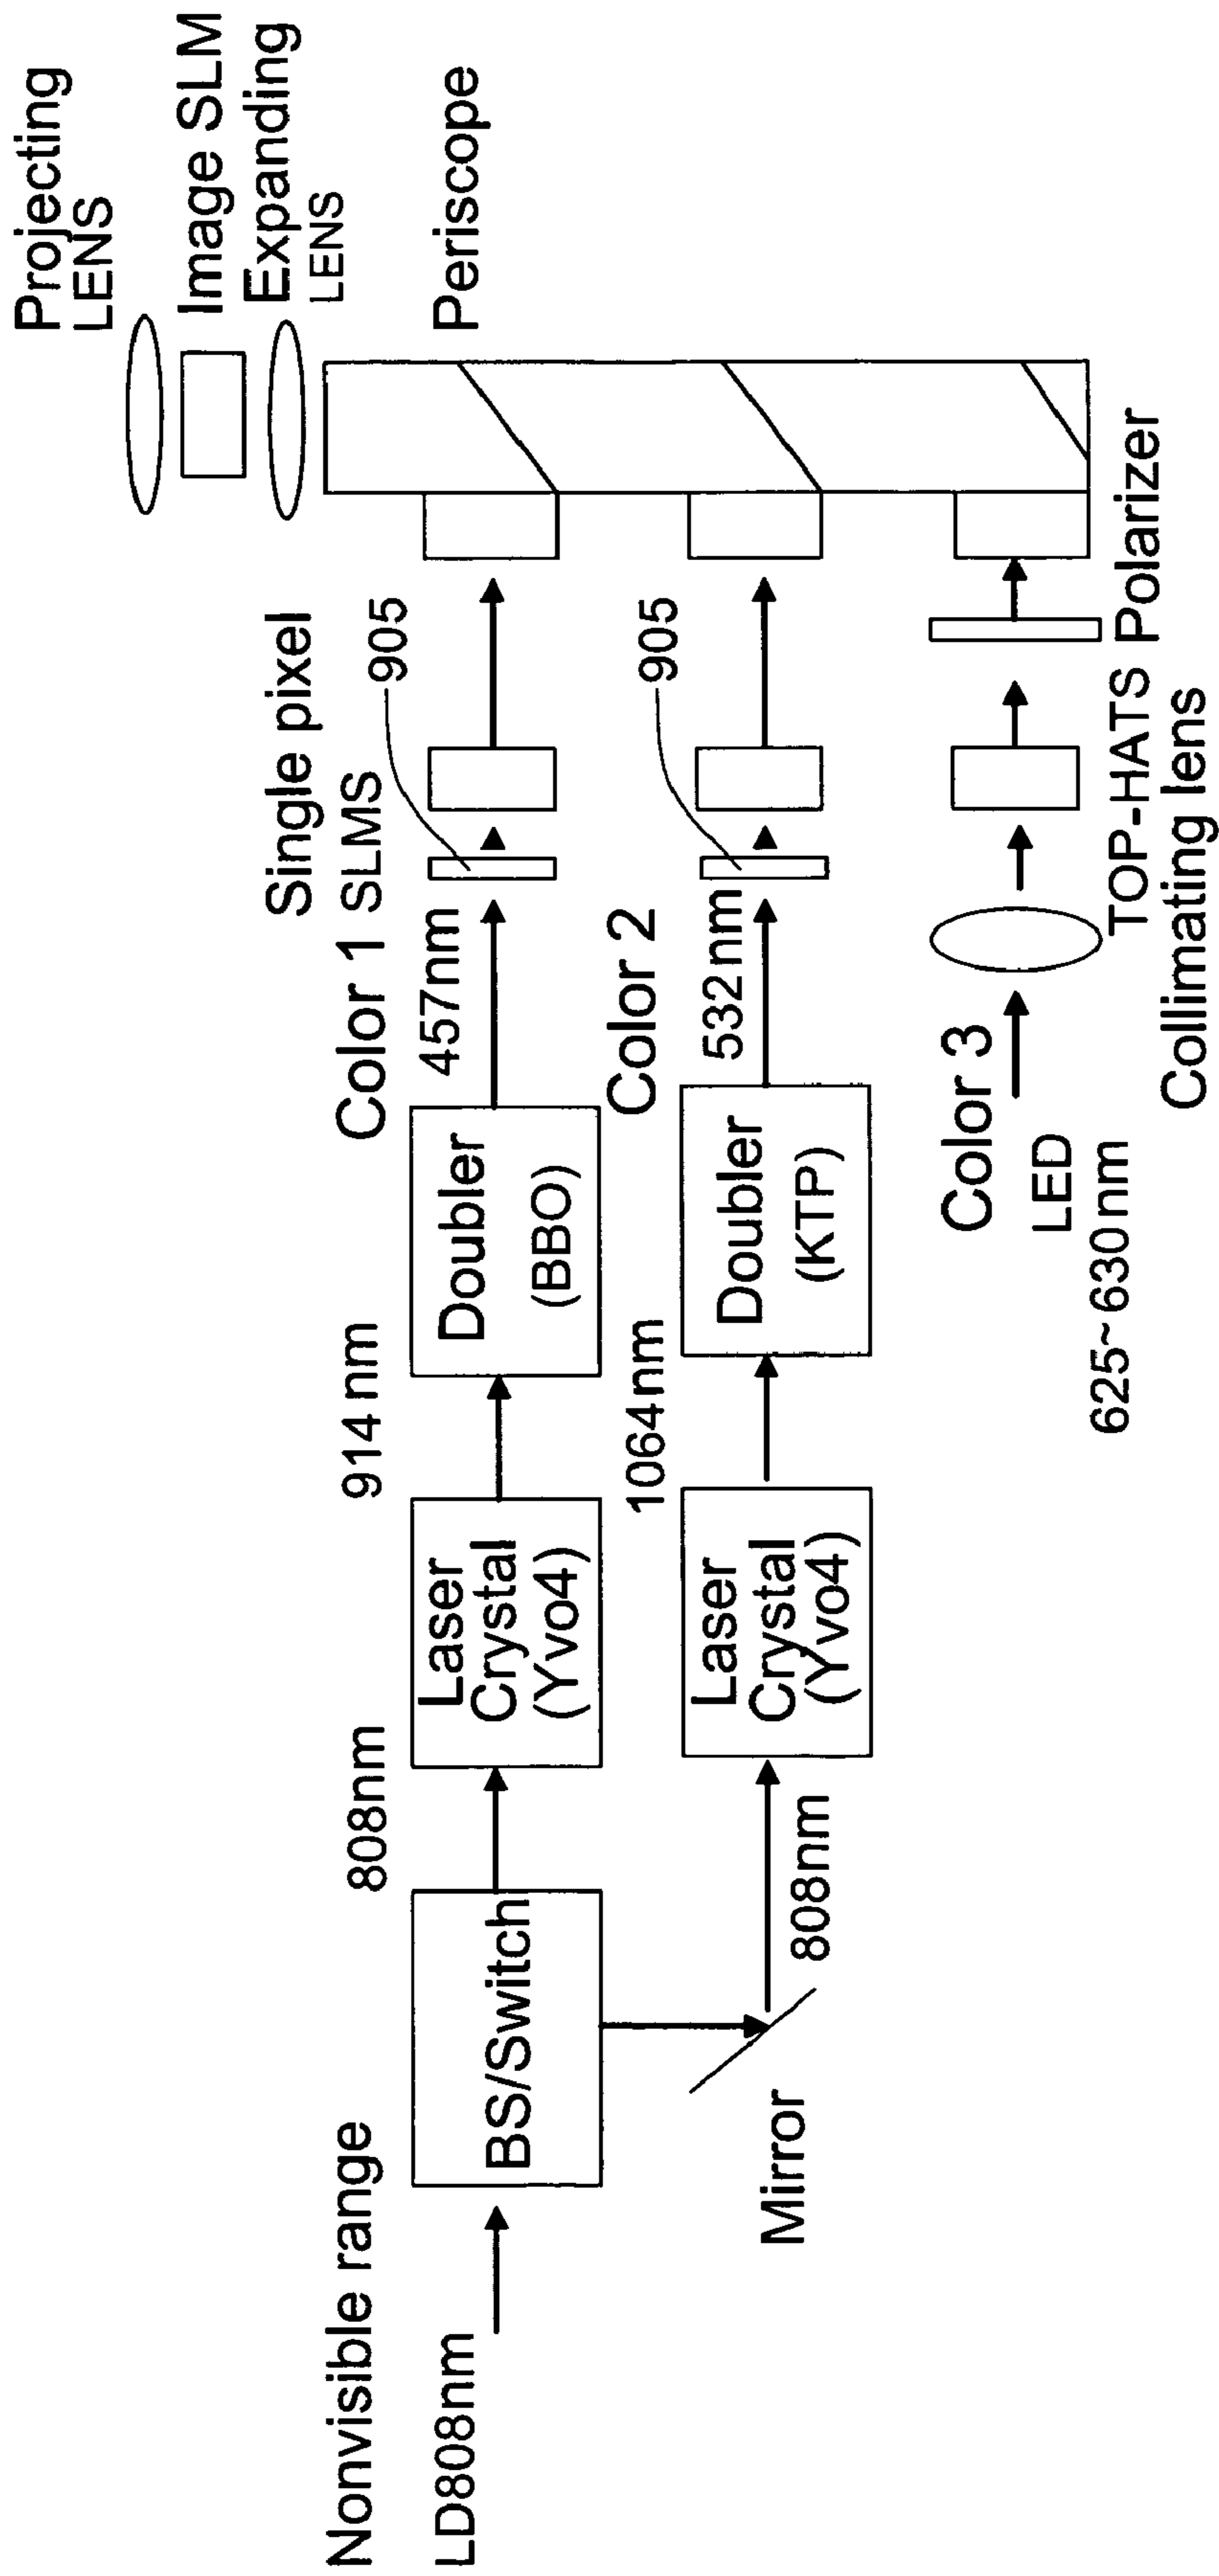 Nonvisible range
LD808nm
BS/Switch
Mirror
808nm
808nm
Laser
Crystal
(Yvo4)
Laser
Crystal
(Yvo4)
914nm
1064nm
Doubler
(BBO)
Doubler
(KTP)
Color 1
457nm
Color 2
532nm
Color 3
LED
625~630nm
Single pixel
SLMS
905
905
Collimating lens
TOP-HATS
Polarizer
Periscope
Expanding
LENS
Image SLM
Projecting
LENS